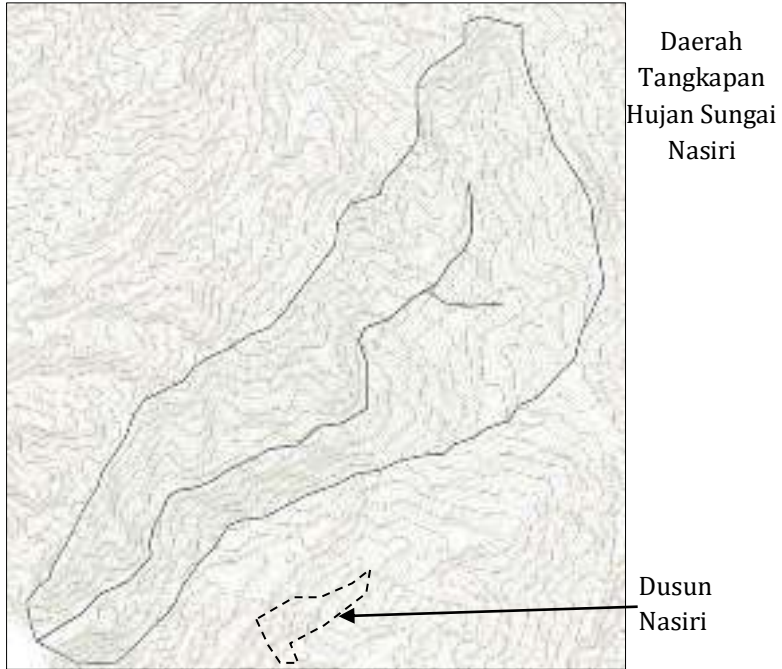 Daerah
Tangkapan
Hujan Sungai
Nasiri
Dusun
Nasiri